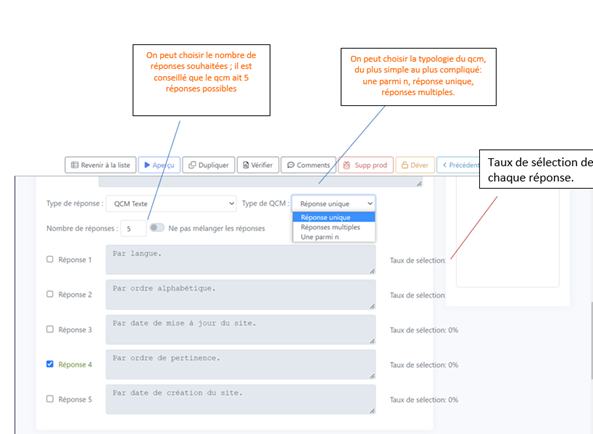 On peut choisir le nombre de
réponses souhaitées ; il est
conseillé que le qcm ait 5
réponses possibles
On peut choisir la typologie du qcm,
du plus simple au plus compliqué:
une parmi n, réponse unique,
réponses multiples.
Revenir à la liste Aperçu Dupliquer Vérifier Comments Supp prod Déver Précédent
Taux de sélection de
chaque réponse.
Type de réponse : QCM Texte Type de QCM : Réponse unique
Réponse unique
Réponses multiples
Une parmi n
Nombre de réponses : 5 Ne pas mélanger les réponses
Réponse 1 Par langue. Taux de sélection:
Réponse 2 Par ordre alphabétique. Taux de sélection
Réponse 3 Par date de mise à jour du site. Taux de sélection: 0%
Réponse 4 Par ordre de pertinence. Taux de sélection: 0%
Réponse 5 Par date de création du site. Taux de sélection: 0%